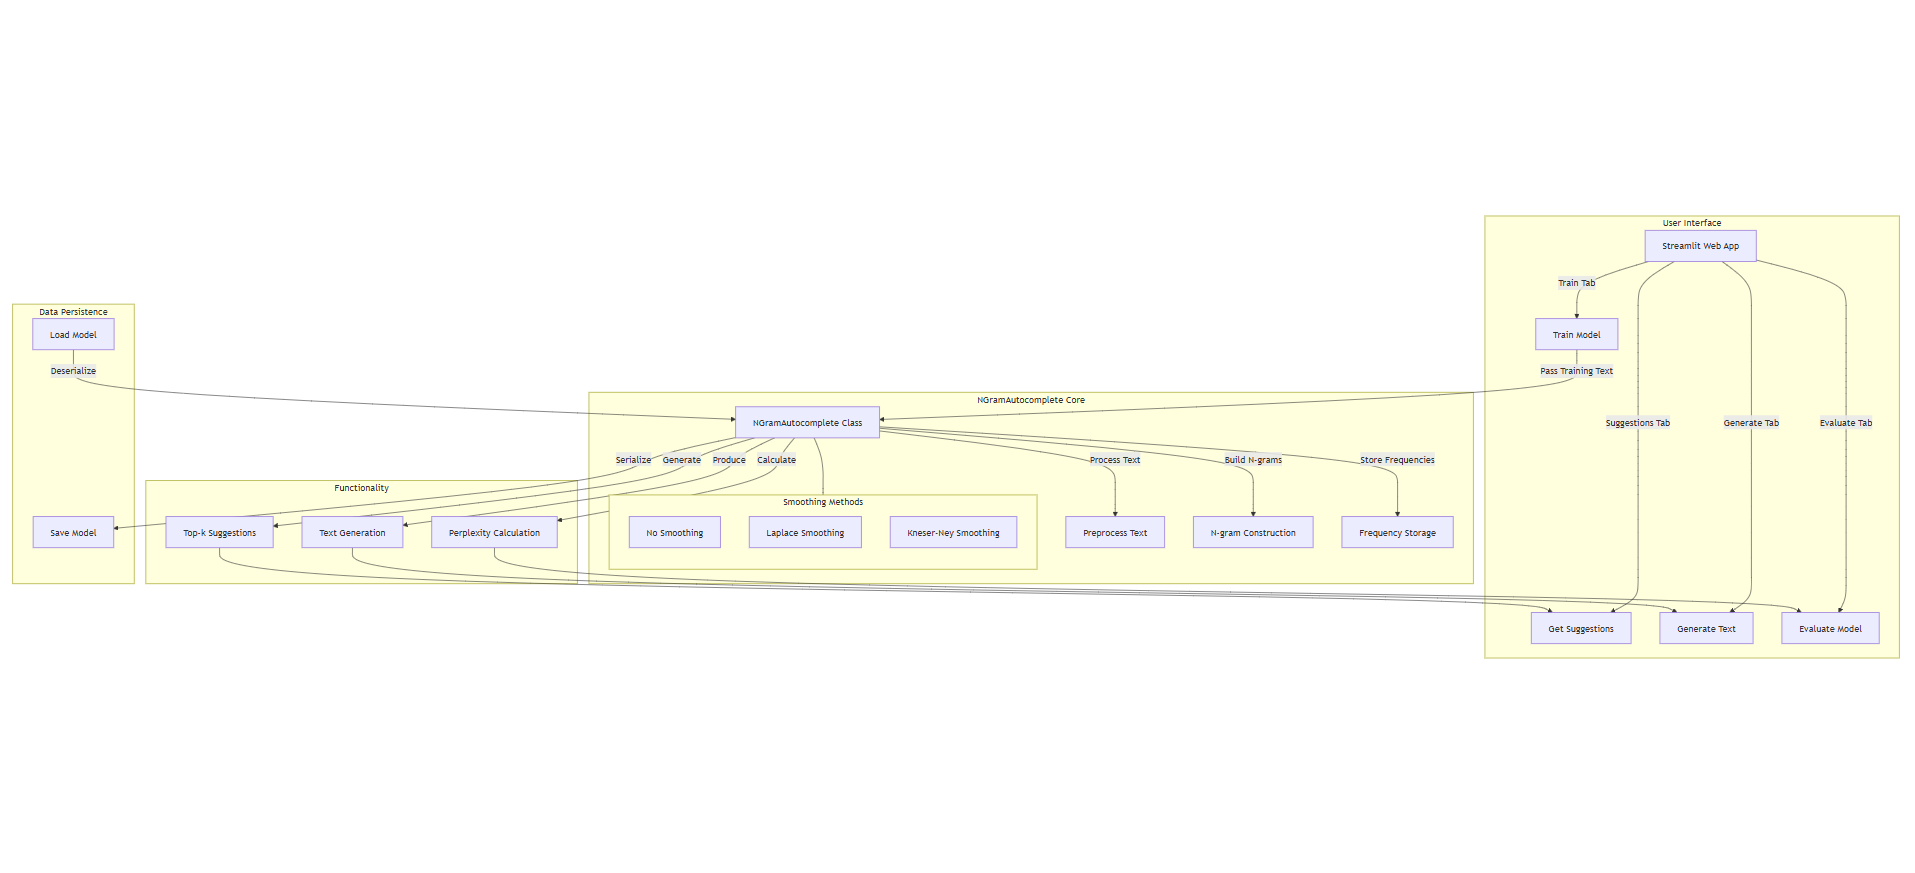 User Interface
Streamlit Web App
Train Tab
Data Persistence
Load Model
Train Model
Deserialize
Pass Training Text
NGramAutocomplete Core
NGramAutocomplete Class
Suggestions Tab
Generate Tab
Evaluate Tab
Serialize
Generate
Produce
Calculate
Process Text
Build N-grams
Store Frequencies
Functionality
Smoothing Methods
Save Model
Top-k Suggestions
Text Generation
Perplexity Calculation
No Smoothing
Laplace Smoothing
Kneser-Ney Smoothing
Preprocess Text
N-gram Construction
Frequency Storage
Get Suggestions
Generate Text
Evaluate Model